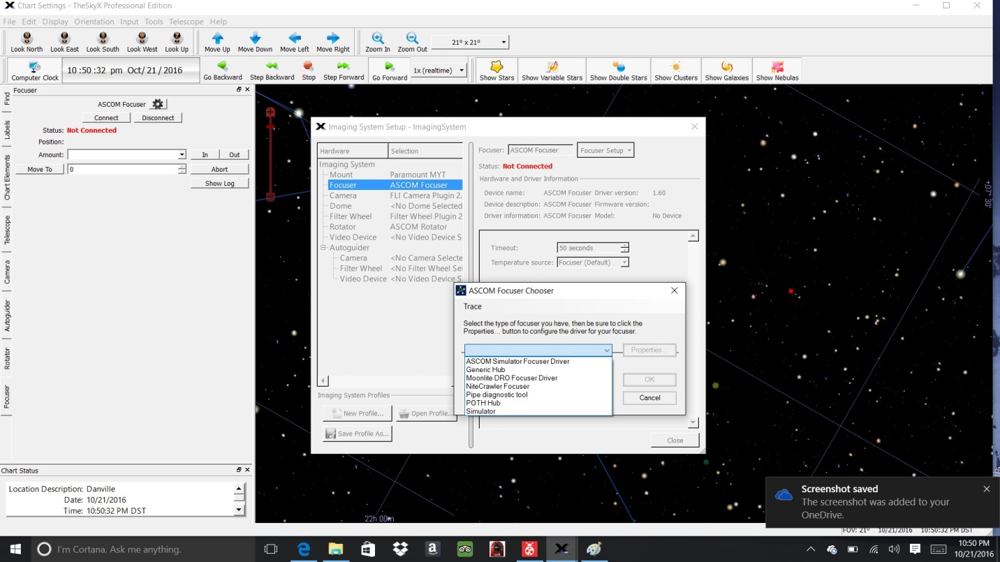 Chart Settings - TheSkyX Professional Edition
File Edit Display Orientation Input Tools Telescope Help
Look North Look East Look South Look West Look Up Move Up Move Down Move Left Move Right Zoom In Zoom Out 21° x 21°
Computer Clock 10 :50 :32 pm Oct/ 21 / 2016 Go Backward Step Backward Stop Step Forward Go Forward 1x (realtime) Show Stars Show Variable Stars Show Double Stars Show Clusters Show Galaxies Show Nebulas
Find
Labels
Chart Elements
Telescope
Camera
Autoguider
Rotator
Focuser
Focuser
ASCOM Focuser
Connect Disconnect
Status: Not Connected
Position:
Amount: In Out
Move To 0 Abort
Show Log
Chart Status
Location Description: Danville
Date: 10/21/2016
Time: 10:50:32 PM DST
Imaging System Setup - ImagingSystem
Hardware Selection
Imaging System
Mount Paramount MYT
Focuser ASCOM Focuser
Camera FLI Camera Plugin 2.
Dome <No Dome Selected
Filter Wheel Filter Wheel Plugin 2
Rotator ASCOM Rotator
Video Device <No Video Device S
Autoguider
Camera <No Camera Selecte
Filter Wheel <No Filter Wheel Sel
Video Device <No Video Device S
Imaging System Profiles
New Profile... Open Profile...
Save Profile As...
Focuser: ASCOM Focuser Focuser Setup
Status: Not Connected
Hardware and Driver Information
Device name: ASCOM Focuser Driver version: 1.60
Device description: ASCOM Focuser Firmware version:
Driver information: ASCOM Focuser Model: No Device
Timeout: 50 seconds
Temperature source: Focuser (Default)
Close
ASCOM Focuser Chooser
Trace
Select the type of focuser you have, then be sure to click the
Properties... button to configure the driver for your focuser.
Properties...
ASCOM Simulator Focuser Driver
Generic Hub
Moonlite DRO Focuser Driver
NiteCrawler Focuser
Pipe diagnostic tool
POTH Hub
Simulator
OK
Cancel
+07° 30'
22h 00m
Screenshot saved
The screenshot was added to your
OneDrive.
FOV: 21° 10/21/2016 10:50:32 PM DST
I'm Cortana. Ask me anything.
10:50 PM
10/21/2016